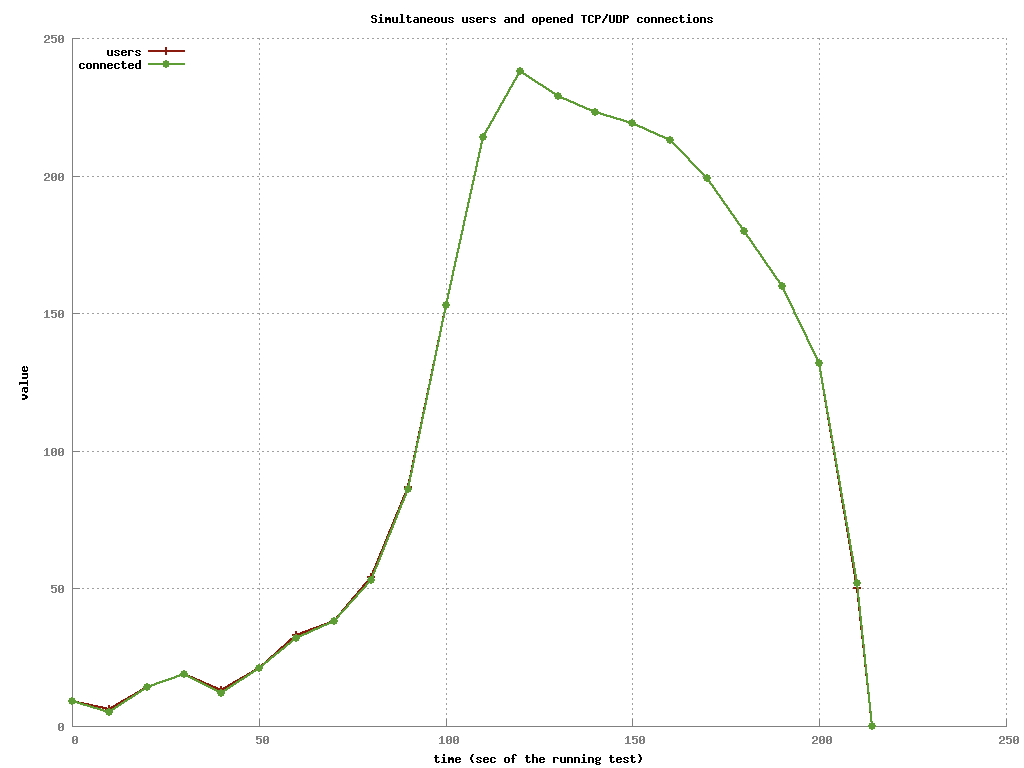 Simultaneous users and opened TCP/UDP connections
250
users
connected
200
150
value
100
50
0
0 50 100 150 200 250
time (sec of the running test)